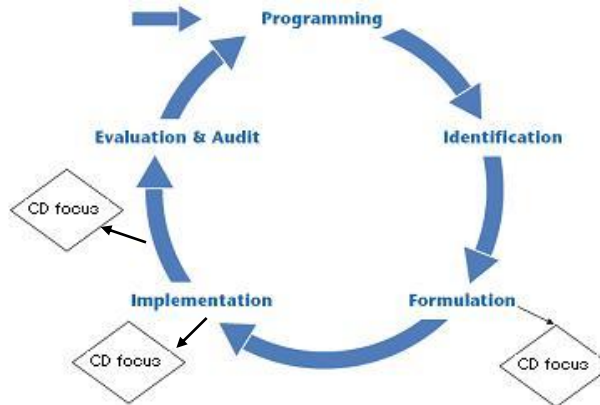 Programming
Evaluation & Audit
Identification
CD focus
Implementation
Formulation
CD focus
CD focus